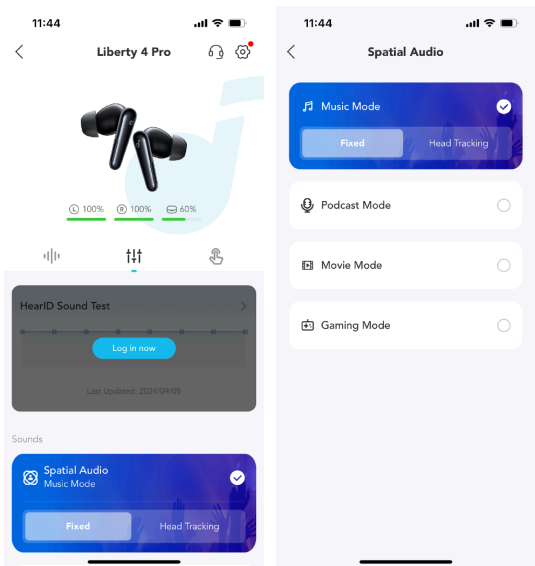 11:44
Liberty 4 Pro
L 100% R 100% 60%
HearID Sound Test
Log in now
Last Updated: 2024/09/05
Sounds
Spatial Audio
Music Mode
Fixed Head Tracking
11:44
Spatial Audio
Music Mode
Fixed Head Tracking
Podcast Mode
Movie Mode
Gaming Mode